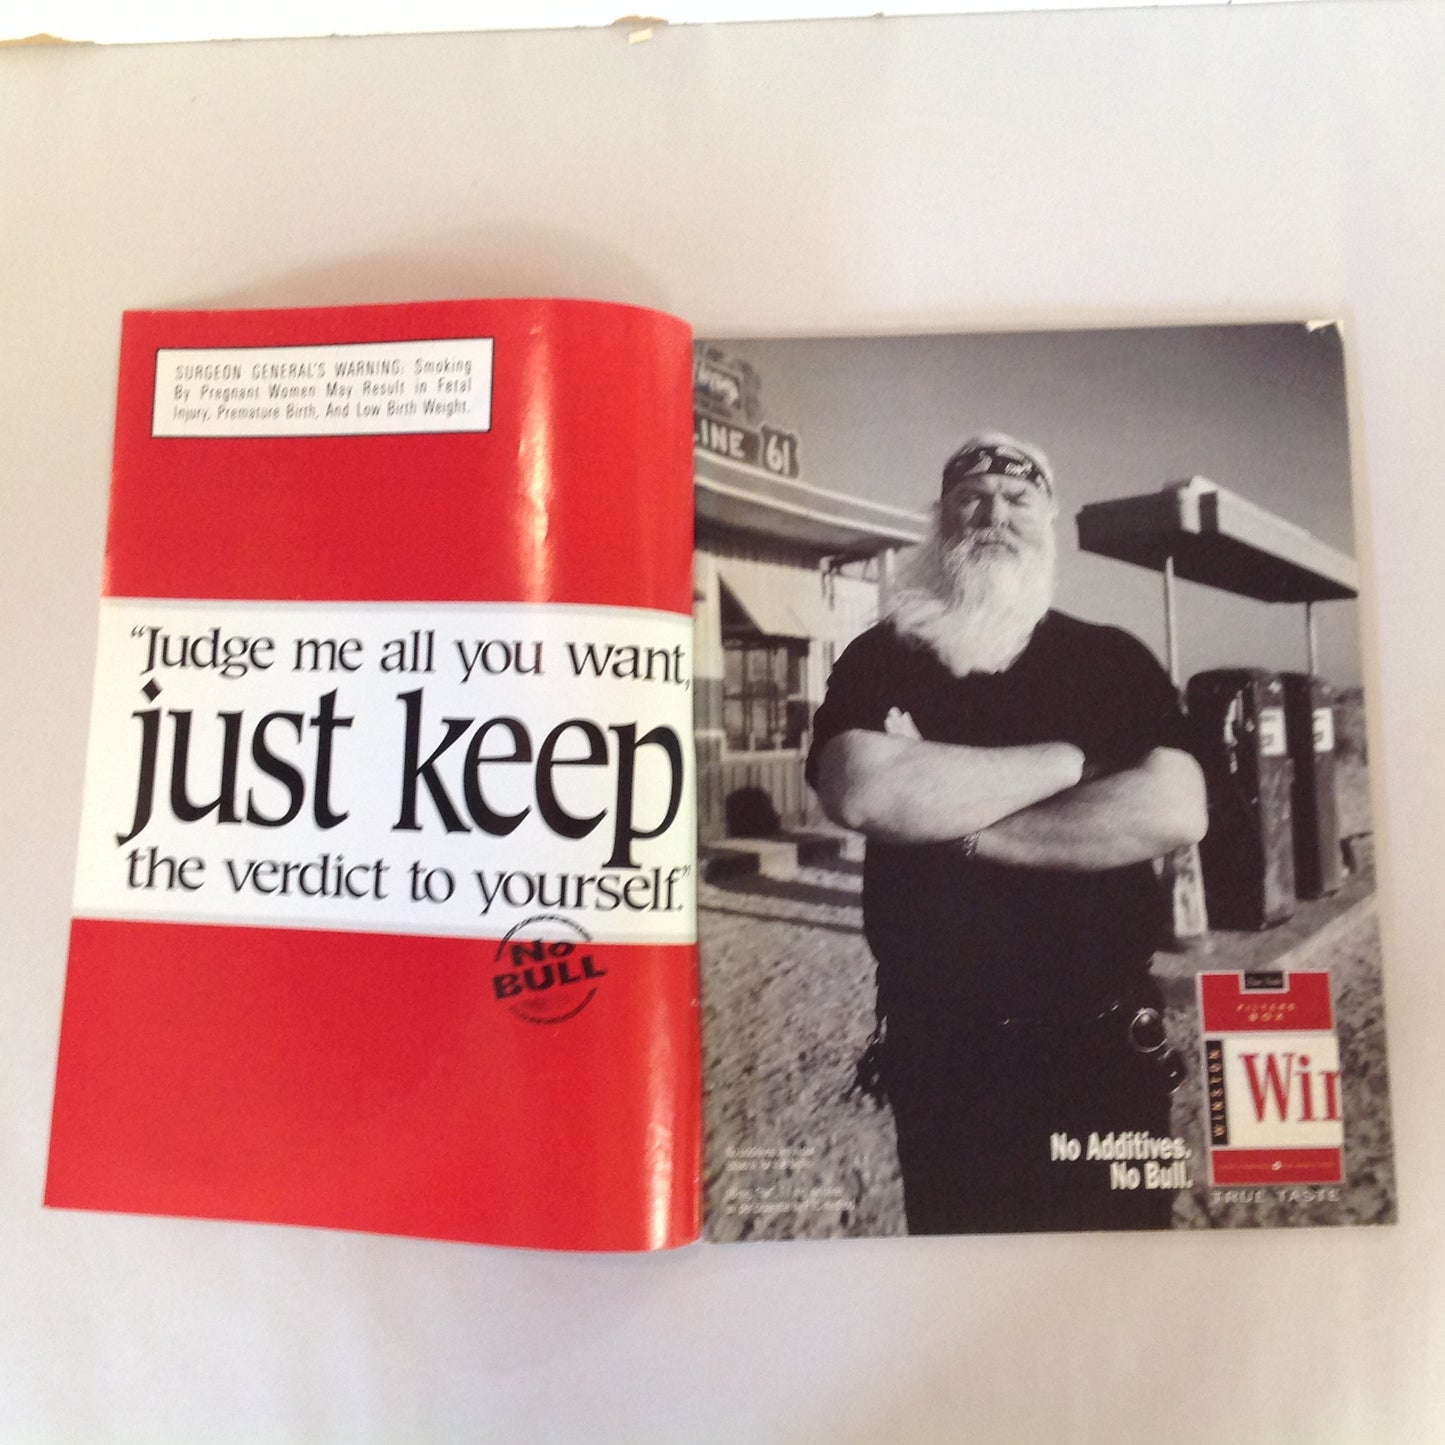 SURGEON GENERAL'S WARNING: Smoking
By Pregnant Women May Result in Fetal
Injury, Premature Birth, And Low Birth Weight.
“Judge me all you want,
just keep
the verdict to yourself.”
No
BULL
LINE 61
FILTERS
BOX
WINSTON
Win
No Additives.
No Bull.
TRUE TASTE